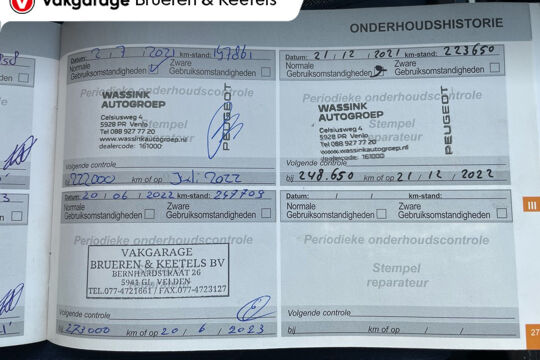 Vakgarage Brueren & Keetels
ONDERHOUDSHISTORIE
Datum: 2 / 7 / 2021 km-stand: 197861
Normale
Gebruiksomstandigheden
Zware
Gebruiksomstandigheden
Periodieke onderhoudscontrole
WASSINK
AUTOGROEP
Celsiusweg 4
5928 PR Venlo
Tel 088 927 77 20
www.wassinkautogroep.nl
dealercode: 161000
PEUGEOT
Stempel
reparateur
Volgende controle
bij 222000 km of op Juli 2022
Datum: 21 / 12 / 2021 km-stand: 223650
Normale
Gebruiksomstandigheden
Zware
Gebruiksomstandigheden
Periodieke onderhoudscontrole
WASSINK
AUTOGROEP
Celsiusweg 4
5928 PR Venlo
Tel 088 927 77 20
www.wassinkautogroep.nl
dealercode: 161000
PEUGEOT
Stempel
reparateur
Volgende controle
bij 248.650 km of op 21 / 12 / 2022
Datum: 20 / 06 / 2022 km-stand: 247709
Normale
Gebruiksomstandigheden
Zware
Gebruiksomstandigheden
Periodieke onderhoudscontrole
VAKGARAGE
BRUEREN & KEETELS BV
BERNHARDSTRAAT 26
5941 GL VELDEN
TEL.077-4721661 / FAX.077-4723127
Volgende controle
bij 273000 km of op 20 / 6 / 2023
Datum: / / km-stand:
Normale
Gebruiksomstandigheden
Zware
Gebruiksomstandigheden
Periodieke onderhoudscontrole
Stempel
reparateur
Volgende controle
bij km of op / /
III
27